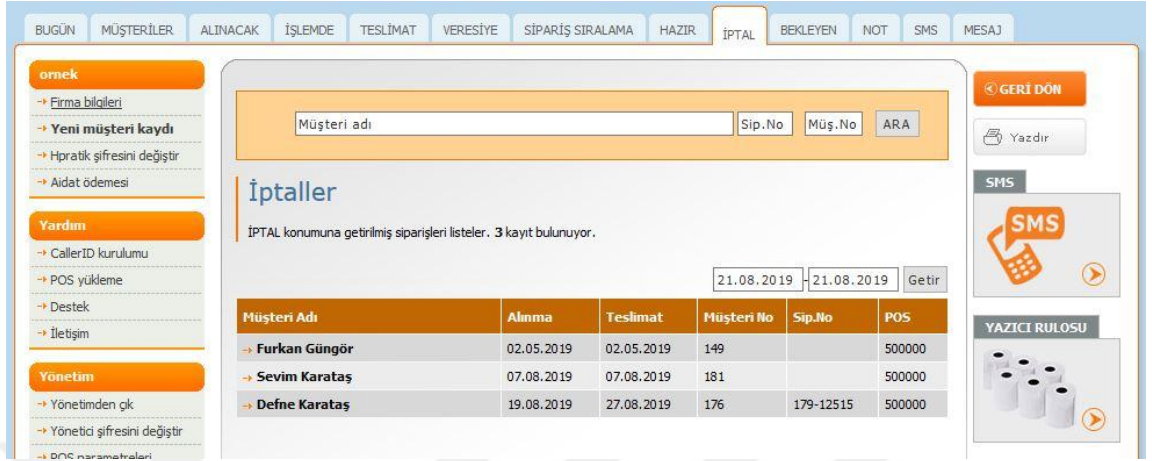 BUGÜN MÜŞTERİLER ALINACAK İŞLEMDE TESLİMAT VERESİYE SİPARİŞ SIRALAMA HAZIR İPTAL BEKLEYEN NOT SMS MESAJ
ornek
Firma bilgileri
Yeni müşteri kaydı
Hpratik şifresini değiştir
Aidat ödemesi
Yardım
CallerID kurulumu
POS yükleme
Destek
İletişim
Yönetim
Yönetimden çık
Yönetici şifresini değiştir
POS parametreleri
Müşteri adı Sip.No Müş.No ARA
İptaller
İPTAL konumuna getirilmiş siparişleri listeler. 3 kayıt bulunuyor.
21.08.2019 - 21.08.2019 Getir
Müşteri Adı Alınma Teslimat Müşteri No Sip.No POS
Furkan Güngör 02.05.2019 02.05.2019 149 500000
Sevim Karataş 07.08.2019 07.08.2019 181 500000
Defne Karataş 19.08.2019 27.08.2019 176 179-12515 500000
GERİ DÖN
Yazdır
SMS
SMS
YAZICI RULOSU